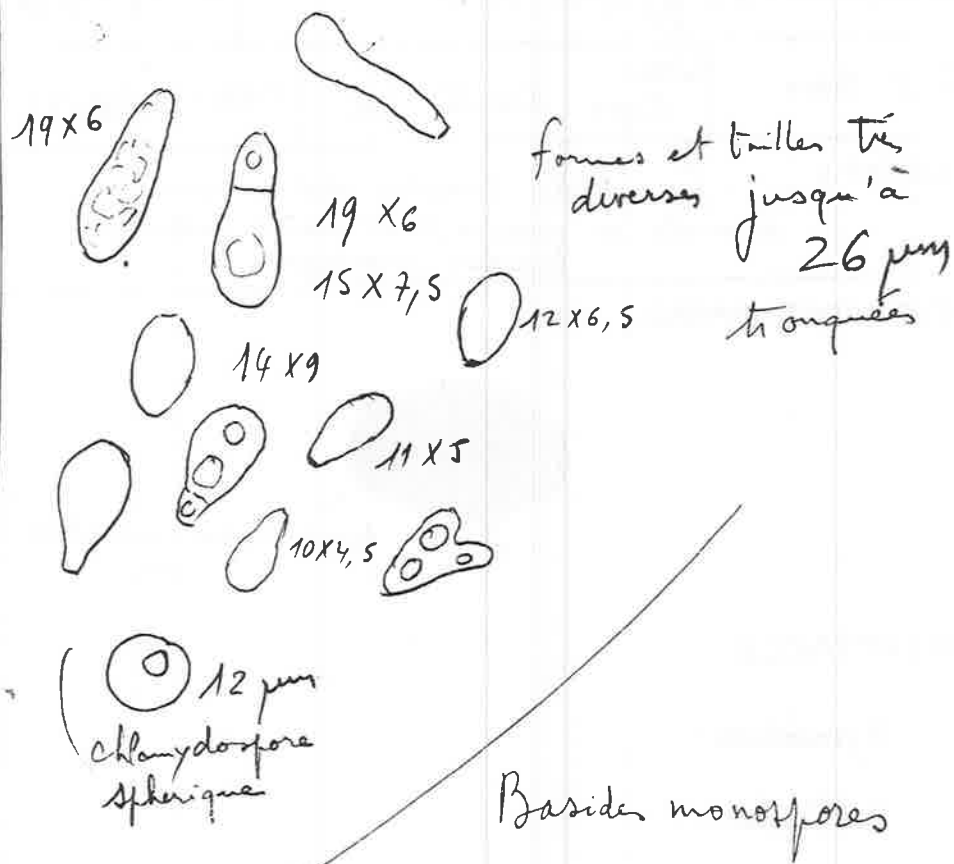 19 X 6
formes et tailles très
diverses jusqu'à
26 µm
tronquées
19 X 6
15 X 7,5
12 X 6,5
14 X 9
11 X 5
10 X 4,5
12 µm
chlamydospore
sphérique
Basides monospores